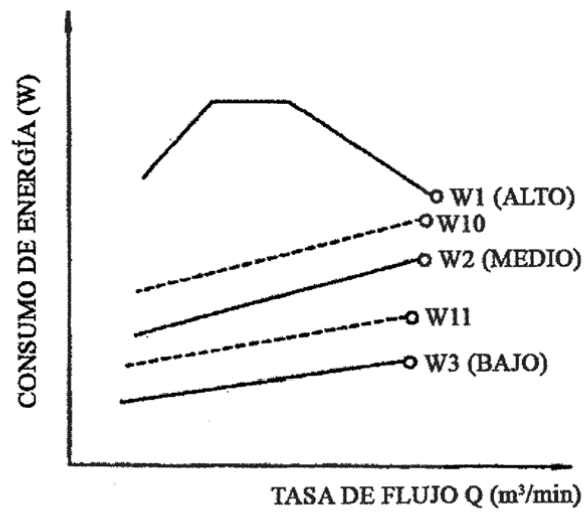 CONSUMO DE ENERGÍA (W)
W1 (ALTO)
W10
W2 (MEDIO)
W11
W3 (BAJO)
TASA DE FLUJO Q (m³/min)